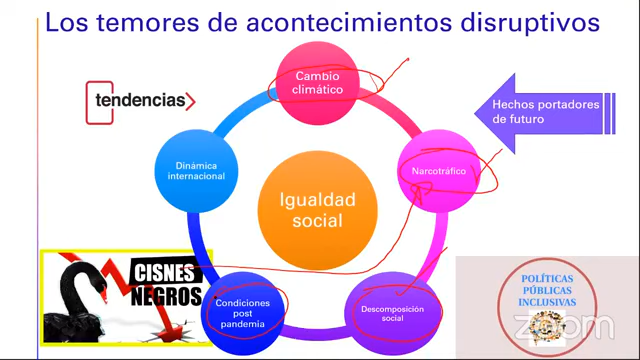 Los temores de acontecimientos disruptivos
tendencias
Cambio
climático
Hechos portadores
de futuro
Dinámica
internacional
Narcotráfico
Igualdad
social
CISNES
NEGROS
Condiciones
post
pandemia
Descomposición
social
POLÍTICAS
PÚBLICAS
INCLUSIVAS
zoom